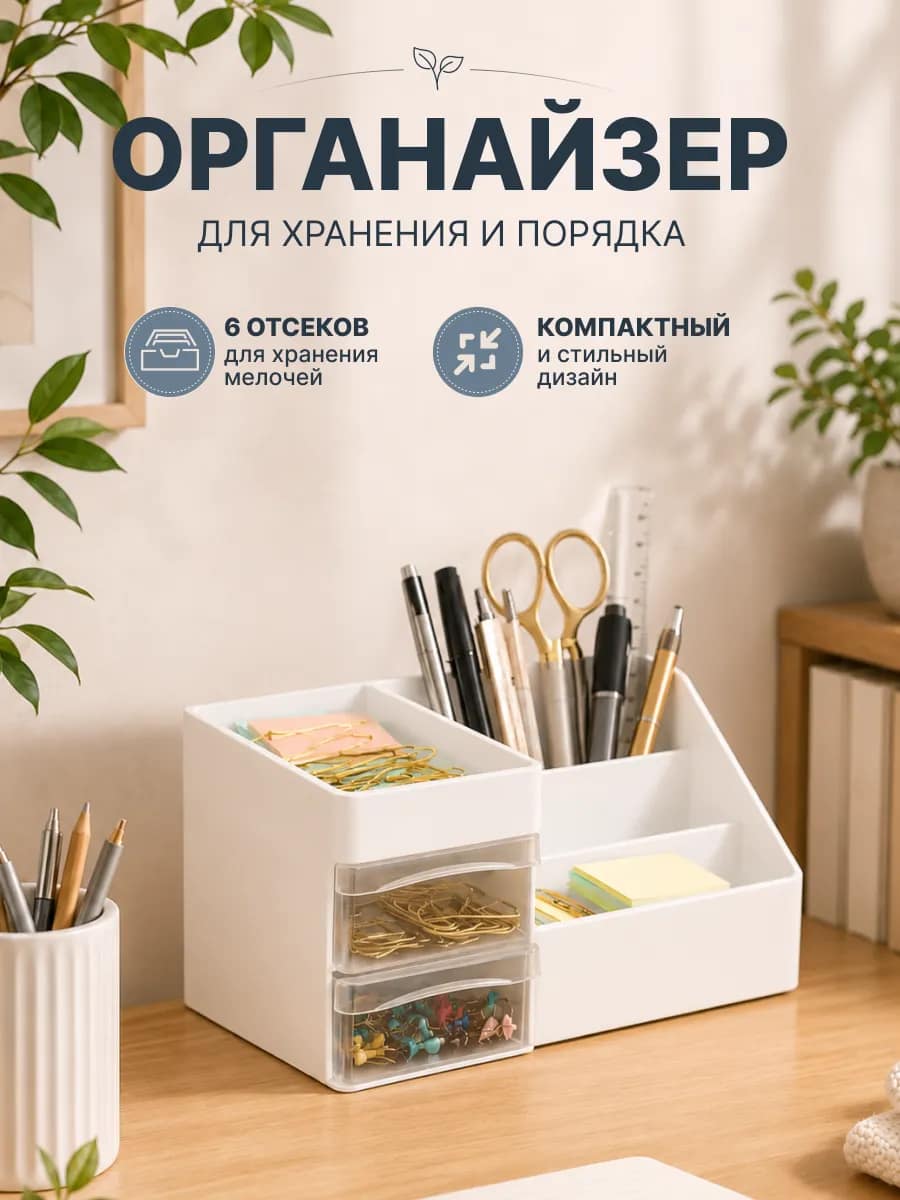 ОРГАНАЙЗЕР
ДЛЯ ХРАНЕНИЯ И ПОРЯДКА
6 ОТСЕКОВ
для хранения
мелочей
КОМПАКТНЫЙ
и стильный
дизайн